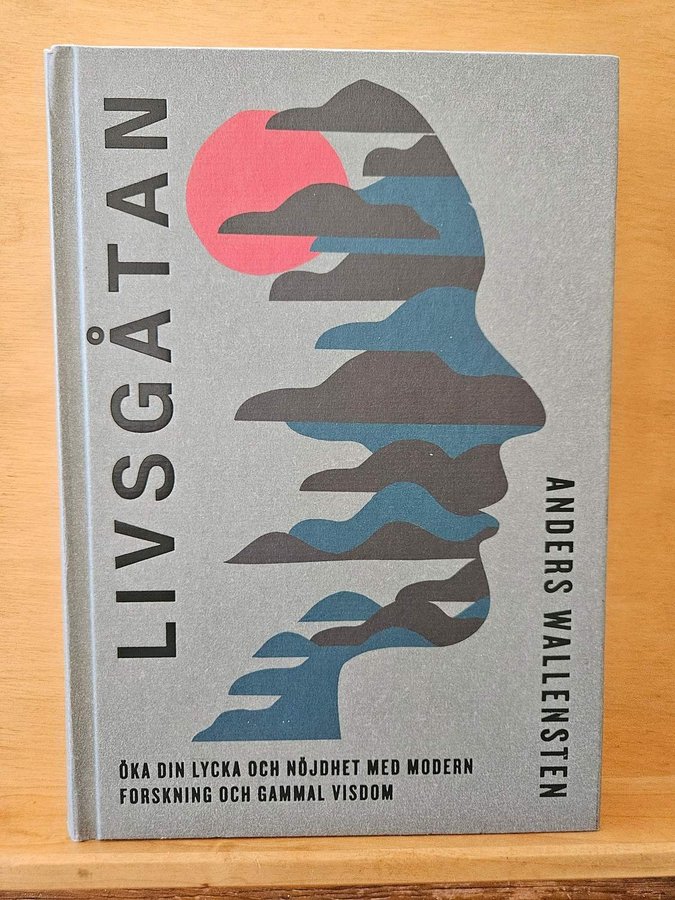 LIVSGÅTAN
ANDERS WALLENSTEN
ÖKA DIN LYCKA OCH NÖJDHET MED MODERN
FORSKNING OCH GAMMAL VISDOM